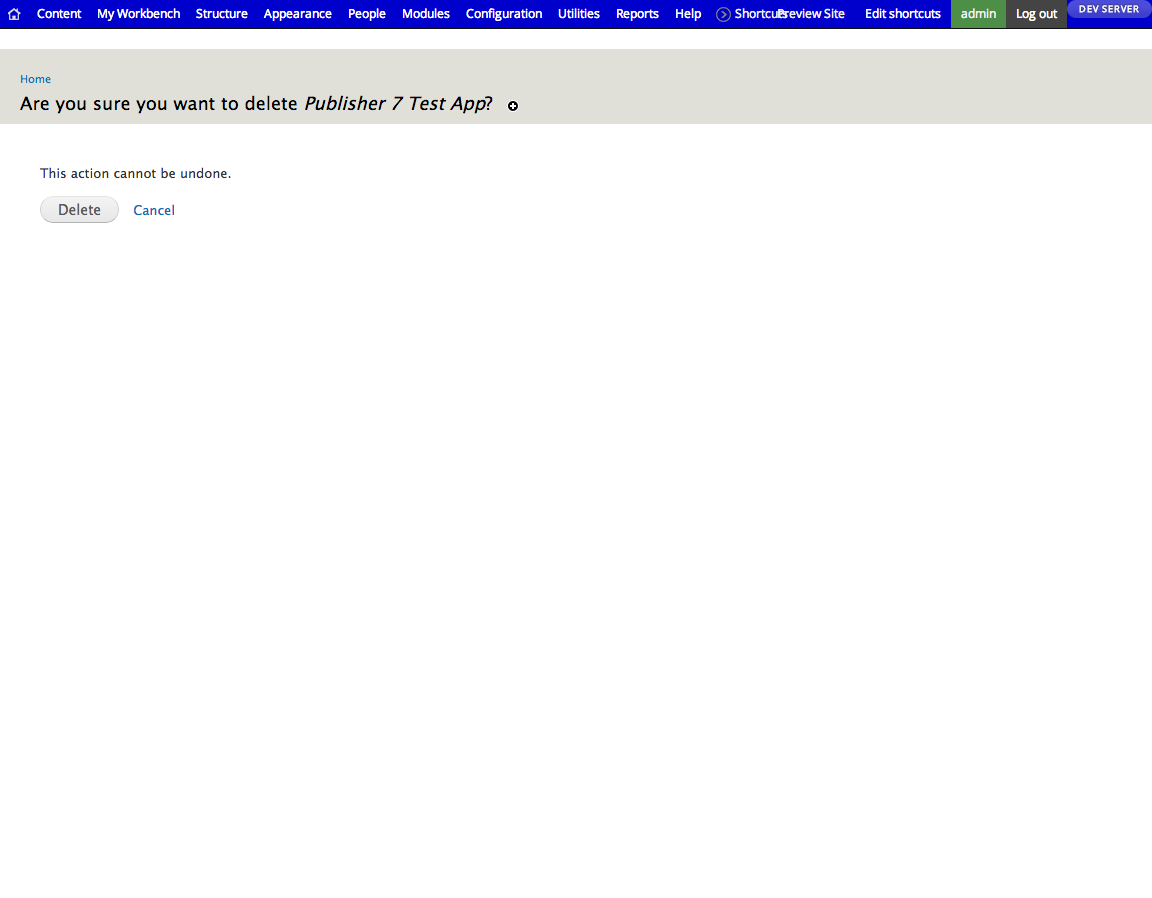 Content My Workbench Structure Appearance People Modules Configuration Utilities Reports Help Shortcuts Preview Site Edit shortcuts admin Log out DEV SERVER
Home
Are you sure you want to delete Publisher 7 Test App?
This action cannot be undone.
Delete Cancel